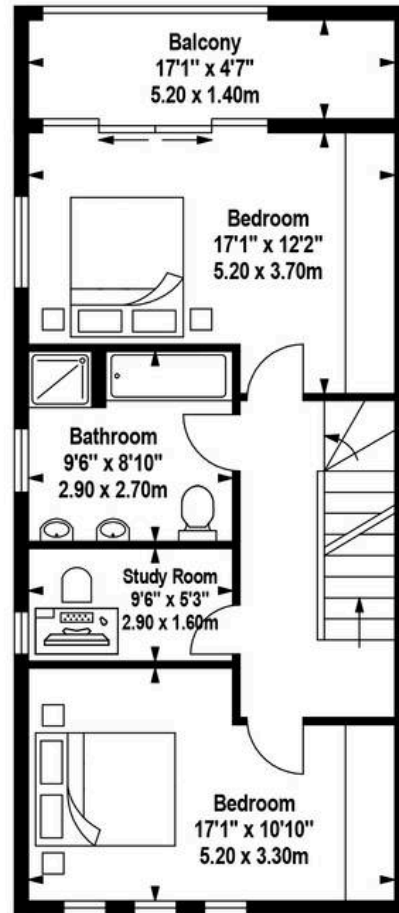 Balcony
17'1" x 4'7"
5.20 x 1.40m
Bedroom
17'1" x 12'2"
5.20 x 3.70m
Bathroom
9'6" x 8'10"
2.90 x 2.70m
Study Room
9'6" x 5'3"
2.90 x 1.60m
Bedroom
17'1" x 10'10"
5.20 x 3.30m